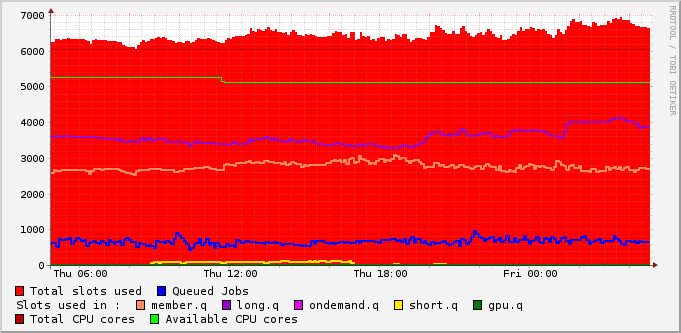 7000
6000
5000
4000
3000
2000
1000
0
Thu 06:00 Thu 12:00 Thu 18:00 Fri 00:00
RRDTOOL / TOBI OETIKER
Total slots used Queued Jobs
Slots used in : member.q long.q ondemand.q short.q gpu.q
Total CPU cores Available CPU cores